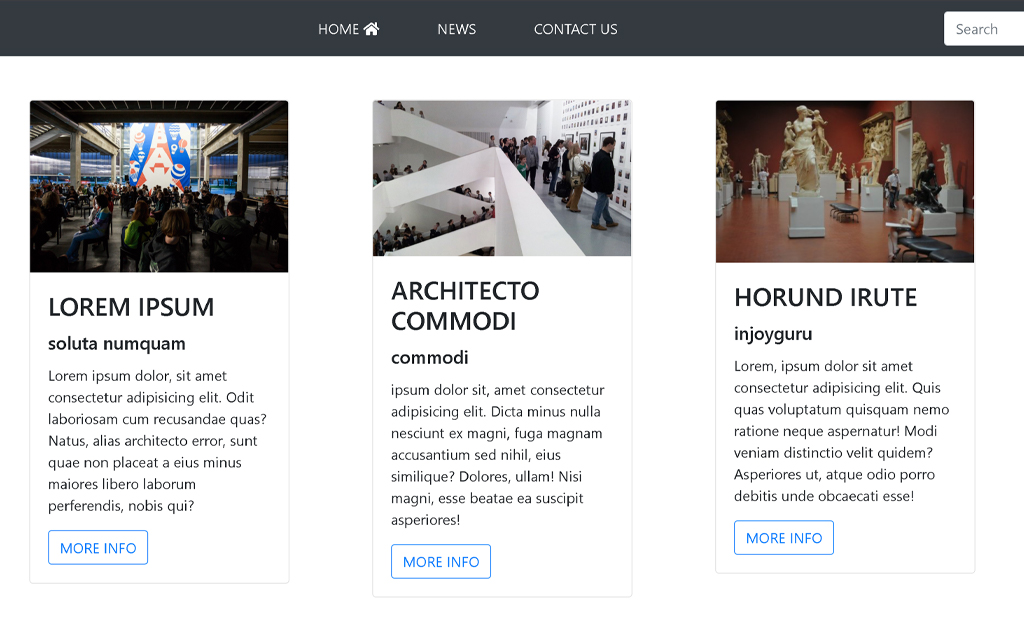 HOME
NEWS
CONTACT US
Search
A
LOREM IPSUM
soluta numquam
Lorem ipsum dolor, sit amet
consectetur adipisicing elit. Odit
laboriosam cum recusandae quas?
Natus, alias architecto error, sunt
quae non placeat a eius minus
maiores libero laborum
perferendis, nobis qui?
MORE INFO
ARCHITECTO
COMMODI
commodi
ipsum dolor sit, amet consectetur
adipisicing elit. Dicta minus nulla
nesciunt ex magni, fuga magnam
accusantium sed nihil, eius
similique? Dolores, ullam! Nisi
magni, esse beatae ea suscipit
asperiores!
MORE INFO
HORUND IRUTE
injoyguru
Lorem, ipsum dolor sit amet
consectetur adipisicing elit. Quis
quas voluptatum quisquam nemo
ratione neque aspernatur! Modi
veniam distinctio velit quidem?
Asperiores ut, atque odio porro
debitis unde obcaecati esse!
MORE INFO